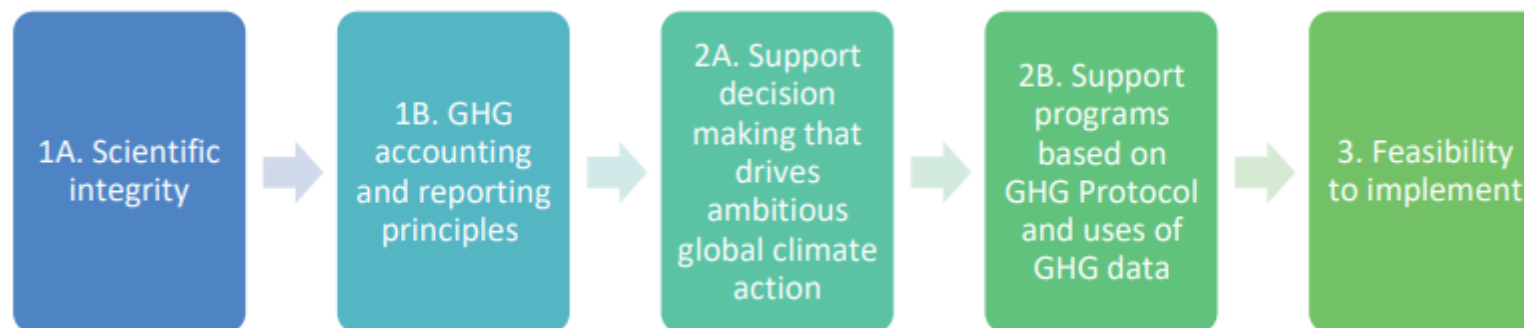 1A. Scientific
integrity
1B. GHG
accounting
and reporting
principles
2A. Support
decision
making that
drives
ambitious
global climate
action
2B. Support
programs
based on
GHG Protocol
and uses of
GHG data
3. Feasibility
to implement